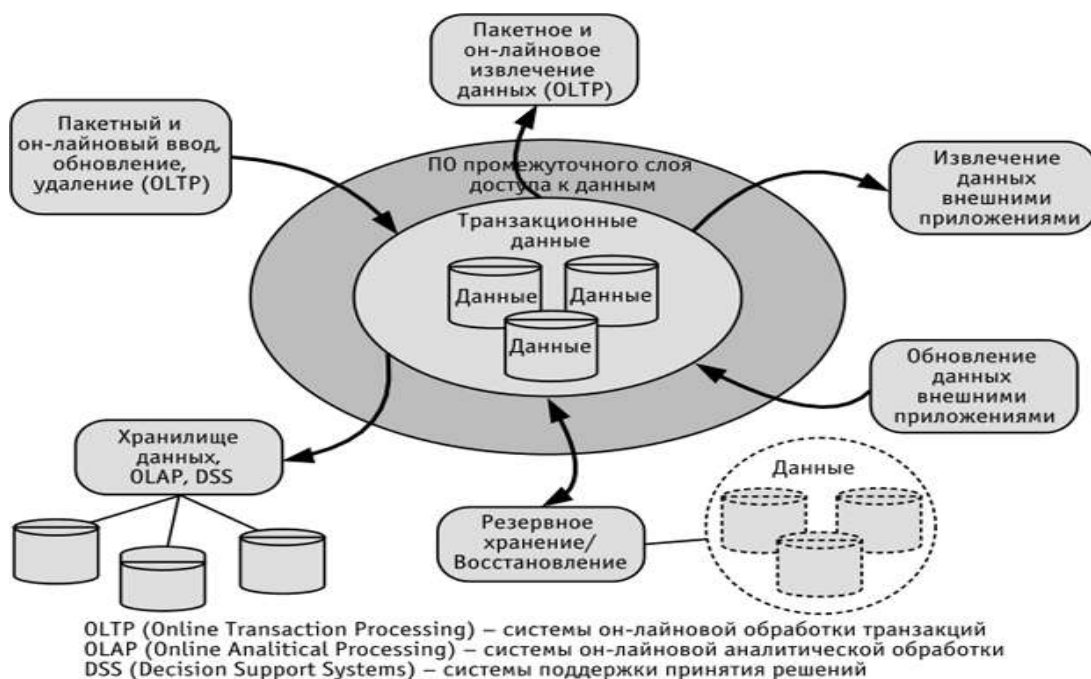 Пакетное и
он-лайновое
извлечение
данных (OLTP)
Пакетный и
он-лайновый ввод,
обновление,
удаление (OLTP)
ПО промежуточного слоя
доступа к данным
Извлечение
данных
внешними
приложениями
Транзакционные
данные
Данные
Данные
Данные
Обновление
данных
внешними
приложениями
Хранилище
данных,
OLAP, DSS
Резервное
хранение/
Восстановление
Данные
OLTP (Online Transaction Processing) – системы он-лайновой обработки транзакций
OLAP (Online Analitical Processing) – системы он-лайновой аналитической обработки
DSS (Decision Support Systems) – системы поддержки принятия решений